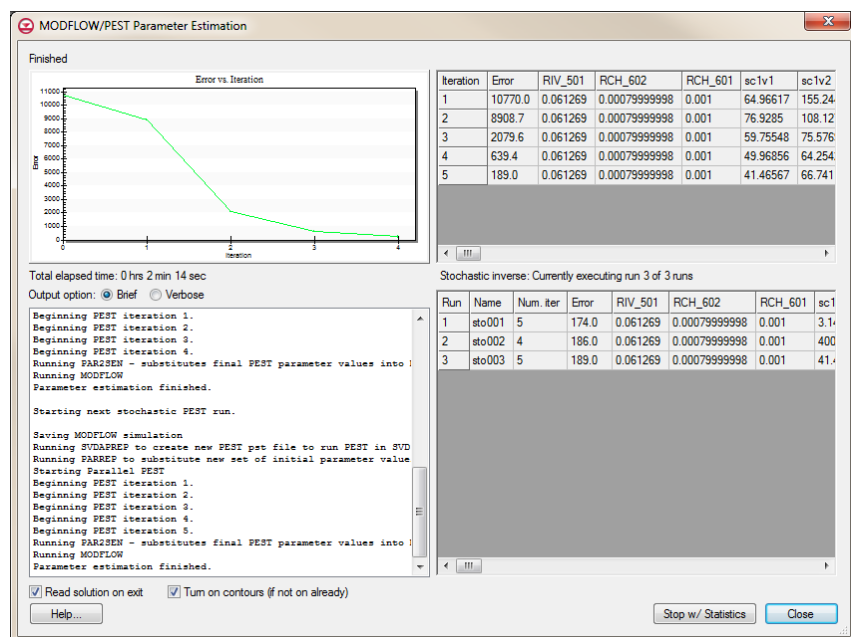 MODFLOW/PEST Parameter Estimation
Finished
Error vs. Iteration
11000
10000
9000
8000
7000
6000
5000
4000
3000
2000
1000
0
Error
0 1 2 3 4
Iteration
Iteration Error RIV_501 RCH_602 RCH_601 sc1v1 sc1v2
1 10770.0 0.061269 0.00079999998 0.001 64.96617 155.24
2 8908.7 0.061269 0.00079999998 0.001 76.9285 108.12
3 2079.6 0.061269 0.00079999998 0.001 59.75548 75.576
4 639.4 0.061269 0.00079999998 0.001 49.96856 64.254
5 189.0 0.061269 0.00079999998 0.001 41.46567 66.741
Total elapsed time: 0 hrs 2 min 14 sec
Stochastic inverse: Currently executing run 3 of 3 runs
Output option: Brief Verbose
Beginning PEST iteration 1.
Beginning PEST iteration 2.
Beginning PEST iteration 3.
Beginning PEST iteration 4.
Running PAR2SEN - substitutes final PEST parameter values into
Running MODFLOW
Parameter estimation finished.
Starting next stochastic PEST run.
Saving MODFLOW simulation
Running SVDAPREP to create new PEST pst file to run PEST in SVD
Running PARREP to substitute new set of initial parameter value
Starting Parallel PEST
Beginning PEST iteration 1.
Beginning PEST iteration 2.
Beginning PEST iteration 3.
Beginning PEST iteration 4.
Beginning PEST iteration 5.
Running PAR2SEN - substitutes final PEST parameter values into
Running MODFLOW
Parameter estimation finished.
Run Name Num. iter Error RIV_501 RCH_602 RCH_601 sc1
1 sto001 5 174.0 0.061269 0.00079999998 0.001 3.1
2 sto002 4 186.0 0.061269 0.00079999998 0.001 400
3 sto003 5 189.0 0.061269 0.00079999998 0.001 41.4
Read solution on exit Turn on contours (if not on already)
Help... Stop w/ Statistics Close